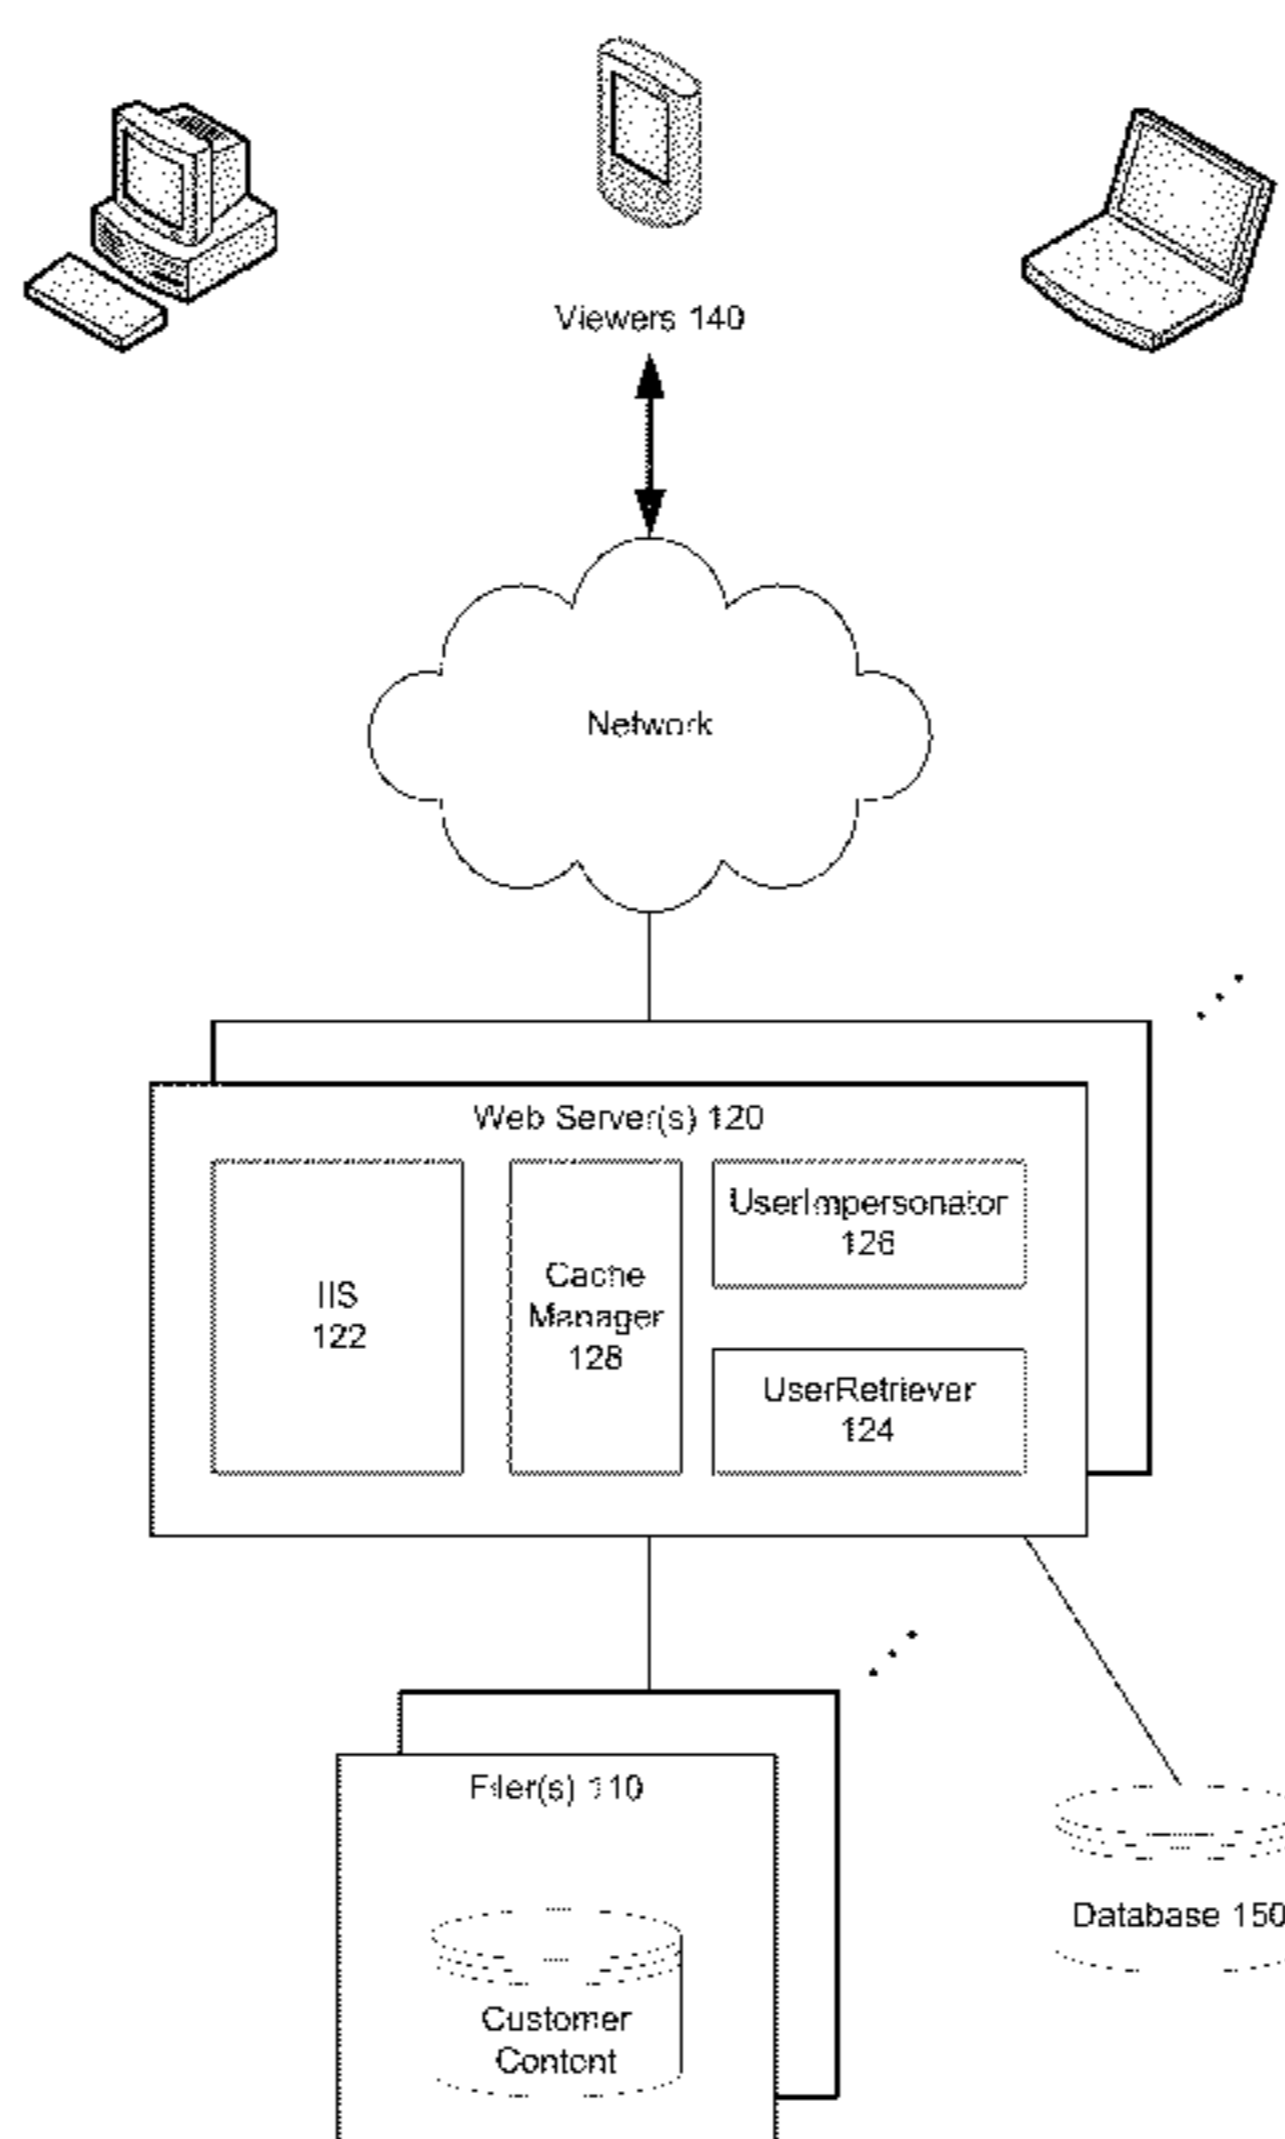 Viewers 140
Network
Web Server(s) 120
IIS
122
Cache
Manager
128
UserImpersonator
126
UserRetriever
124
Filer(s) 110
Customer
Content
Database 150